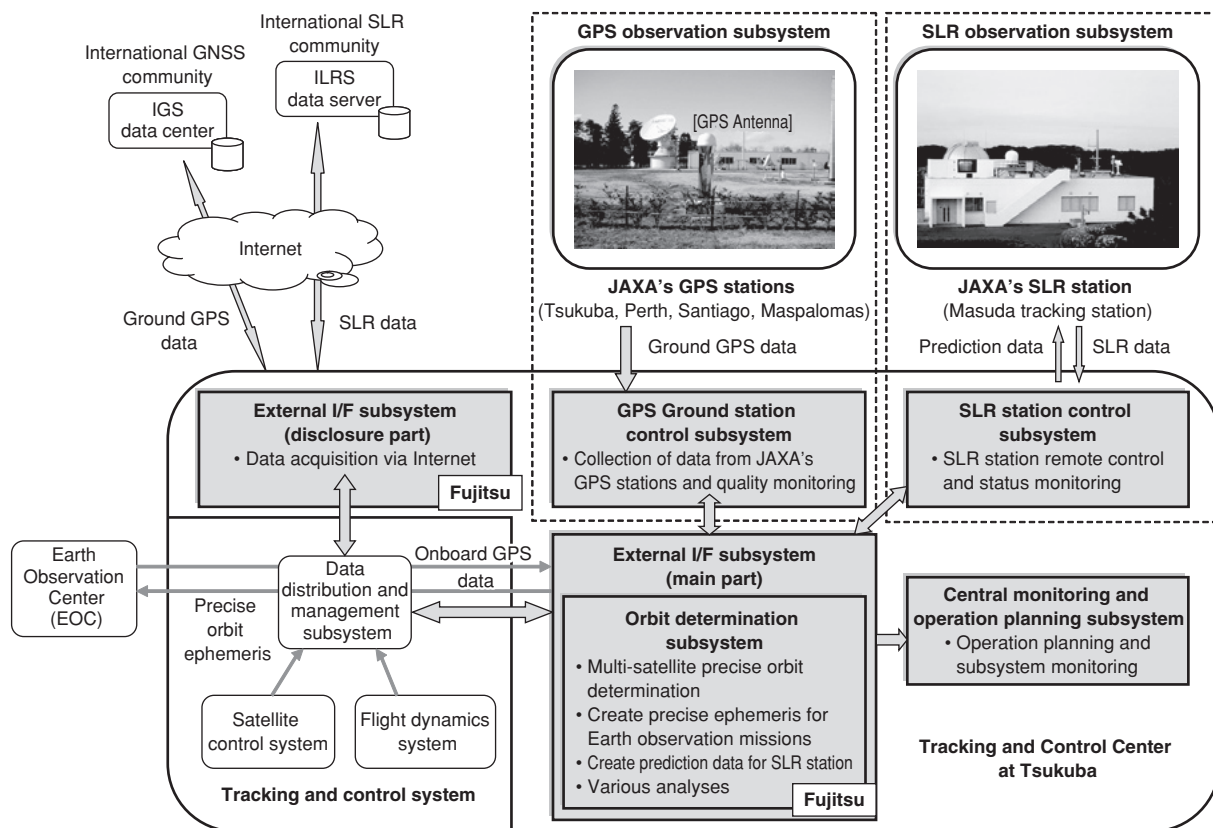 International SLR
community
International GNSS
community
ILRS
data server
IGS
data center
Internet
Ground GPS
data
SLR data
GPS observation subsystem
[GPS Antenna]
JAXA's GPS stations
(Tsukuba, Perth, Santiago, Maspalomas)
Ground GPS data
SLR observation subsystem
JAXA's SLR station
(Masuda tracking station)
Prediction data
SLR data
External I/F subsystem
(disclosure part)
• Data acquisition via Internet
Fujitsu
GPS Ground station
control subsystem
• Collection of data from JAXA's
GPS stations and quality monitoring
SLR station control
subsystem
• SLR station remote control
and status monitoring
Earth
Observation
Center
(EOC)
Precise
orbit
ephemeris
Data
distribution and
management
subsystem
Onboard GPS
data
Satellite
control system
Flight dynamics
system
Tracking and control system
External I/F subsystem
(main part)
Orbit determination
subsystem
• Multi-satellite precise orbit
determination
• Create precise ephemeris for
Earth observation missions
• Create prediction data for SLR station
• Various analyses
Fujitsu
Central monitoring and
operation planning subsystem
• Operation planning and
subsystem monitoring
Tracking and Control Center
at Tsukuba